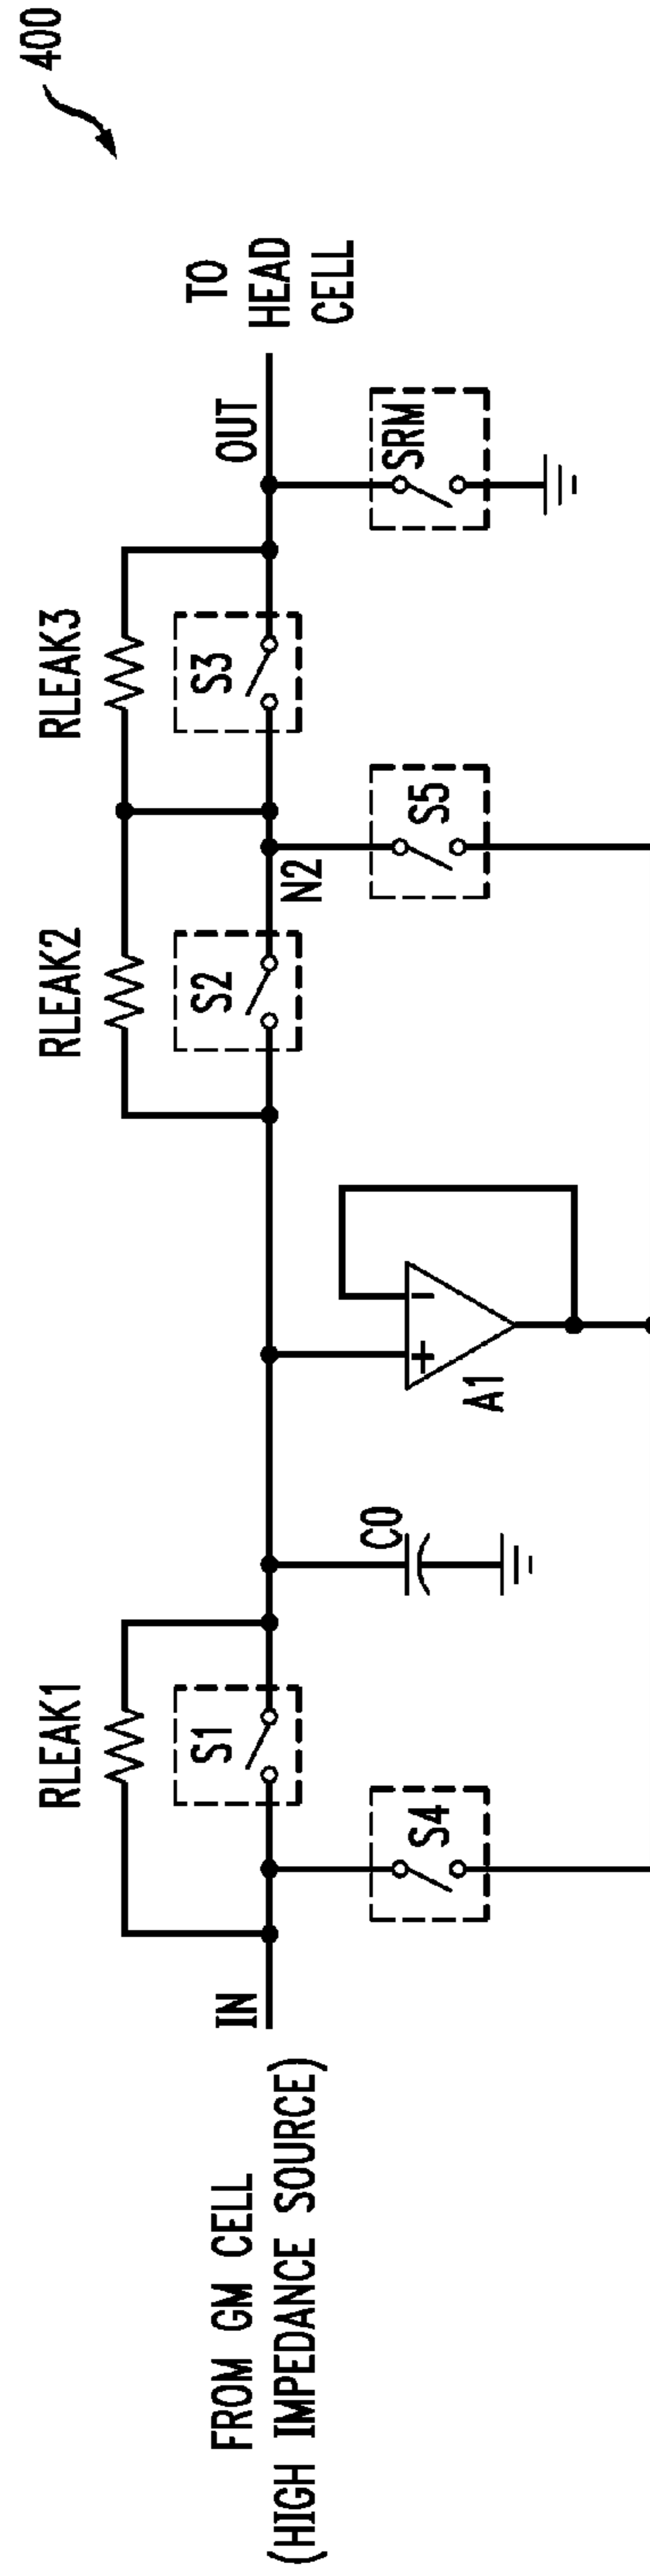 400
TO
HEAD
CELL
OUT
SRM
RLEAK3
S3
S5
N2
RLEAK2
S2
−
+
A1
C0
RLEAK1
S1
S4
IN
FROM GM CELL
(HIGH IMPEDANCE SOURCE)